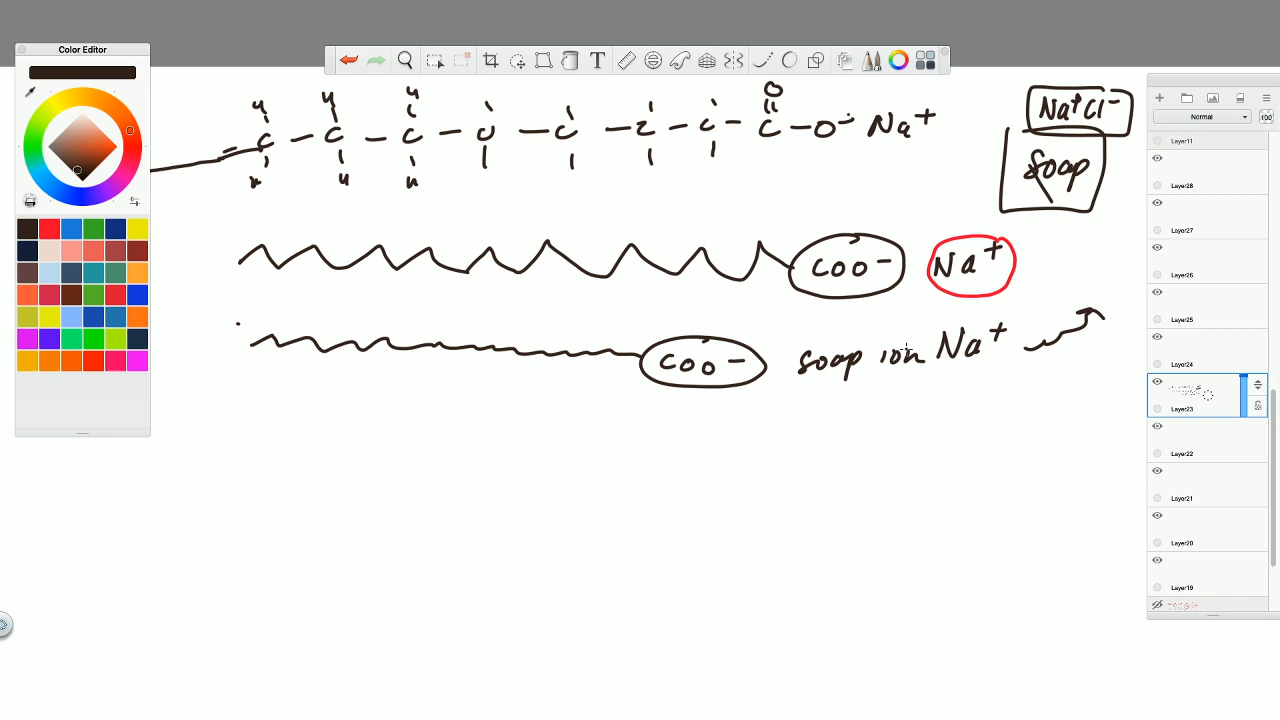 Color Editor
Normal
100
Layer11
Layer28
Layer27
Layer26
Layer25
Layer24
Layer23
Layer22
Layer21
Layer20
Layer19
T
H H H O
C – C – C – C – C – C – C – C – O⁻ Na⁺
H H H
Na⁺Cl⁻
Soap
COO⁻ Na⁺
COO⁻ soap ion Na⁺